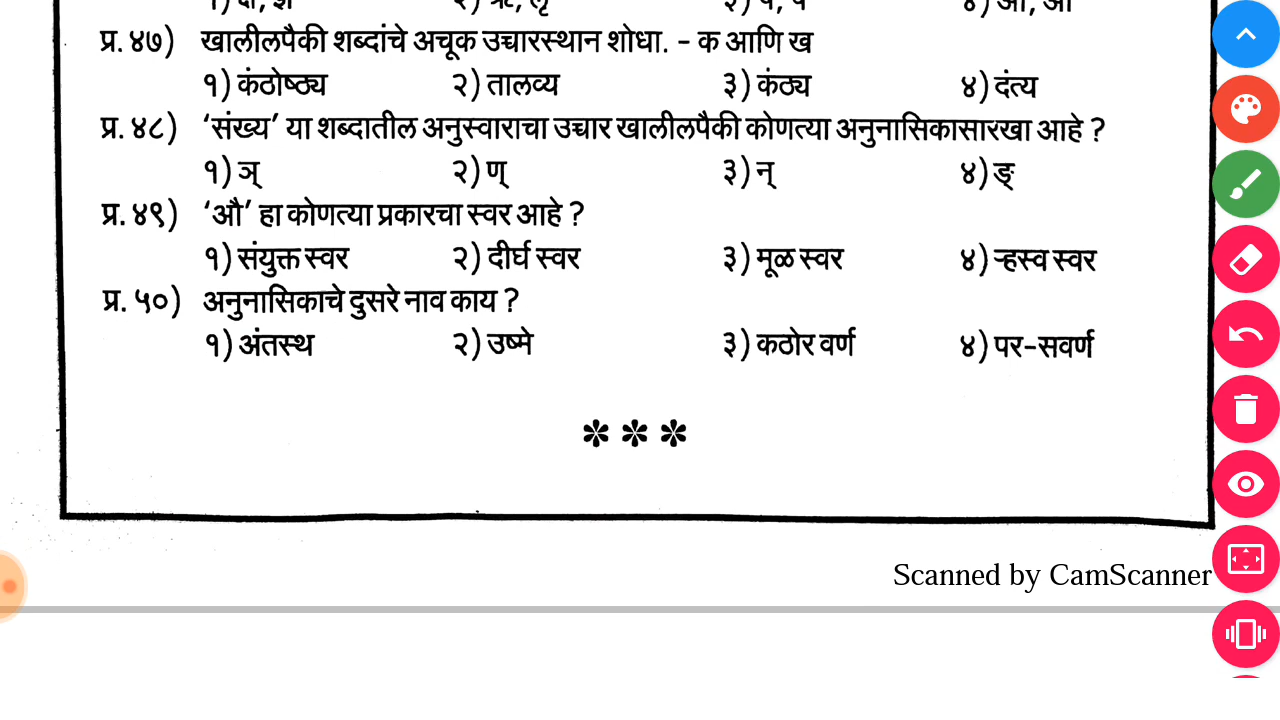 प्र.४७) खालीलपैकी शब्दांचे अचूक उच्चारस्थान शोधा. - क आणि ख
१) कंठोष्ठ्य २) तालव्य ३) कंठ्य ४) दंत्य
प्र.४८) ‘संख्य’ या शब्दातील अनुस्वाराचा उच्चार खालीलपैकी कोणत्या अनुनासिकासारखा आहे ?
१) ञ् २) ण् ३) न् ४) ङ्
प्र.४९) ‘औ’ हा कोणत्या प्रकारचा स्वर आहे ?
१) संयुक्त स्वर २) दीर्घ स्वर ३) मूळ स्वर ४) ऱ्हस्व स्वर
प्र. ५०) अनुनासिकाचे दुसरे नाव काय ?
१) अंतस्थ २) उष्मे ३) कठोर वर्ण ४) पर-सवर्ण
***
Scanned by CamScanner